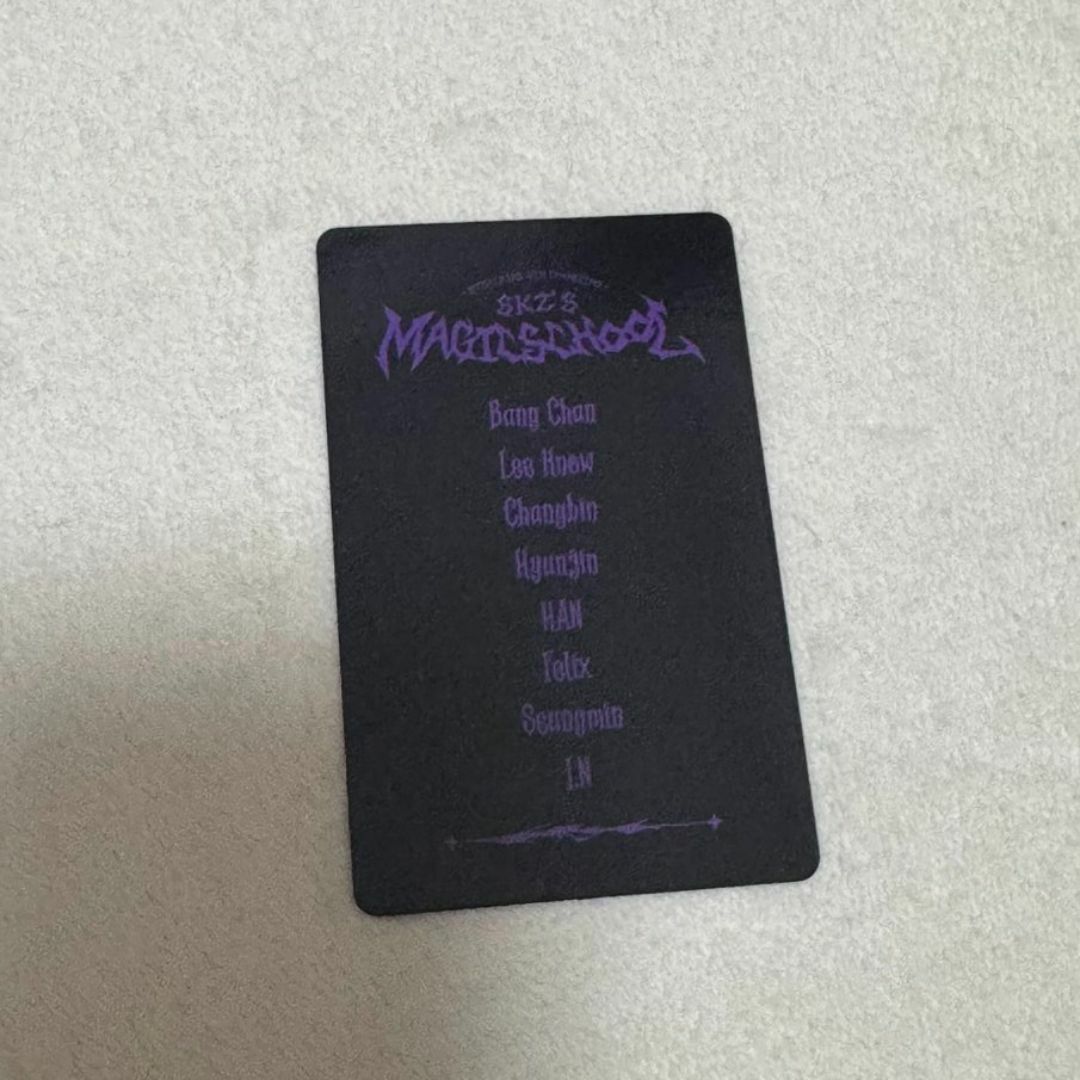 SKZ'S
MAGIC SCHOOL
Bang Chan
Lee Know
Changbin
Hyunjin
HAN
Felix
Seungmin
I.N